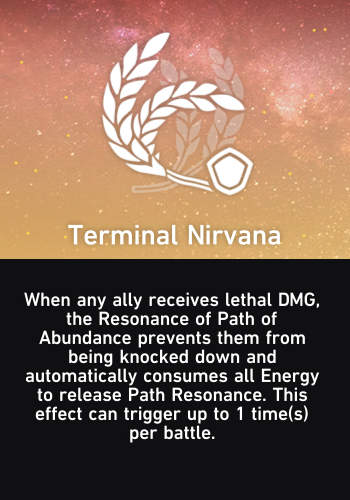 Terminal Nirvana
When any ally receives lethal DMG,
the Resonance of Path of
Abundance prevents them from
being knocked down and
automatically consumes all Energy
to release Path Resonance. This
effect can trigger up to 1 time(s)
per battle.